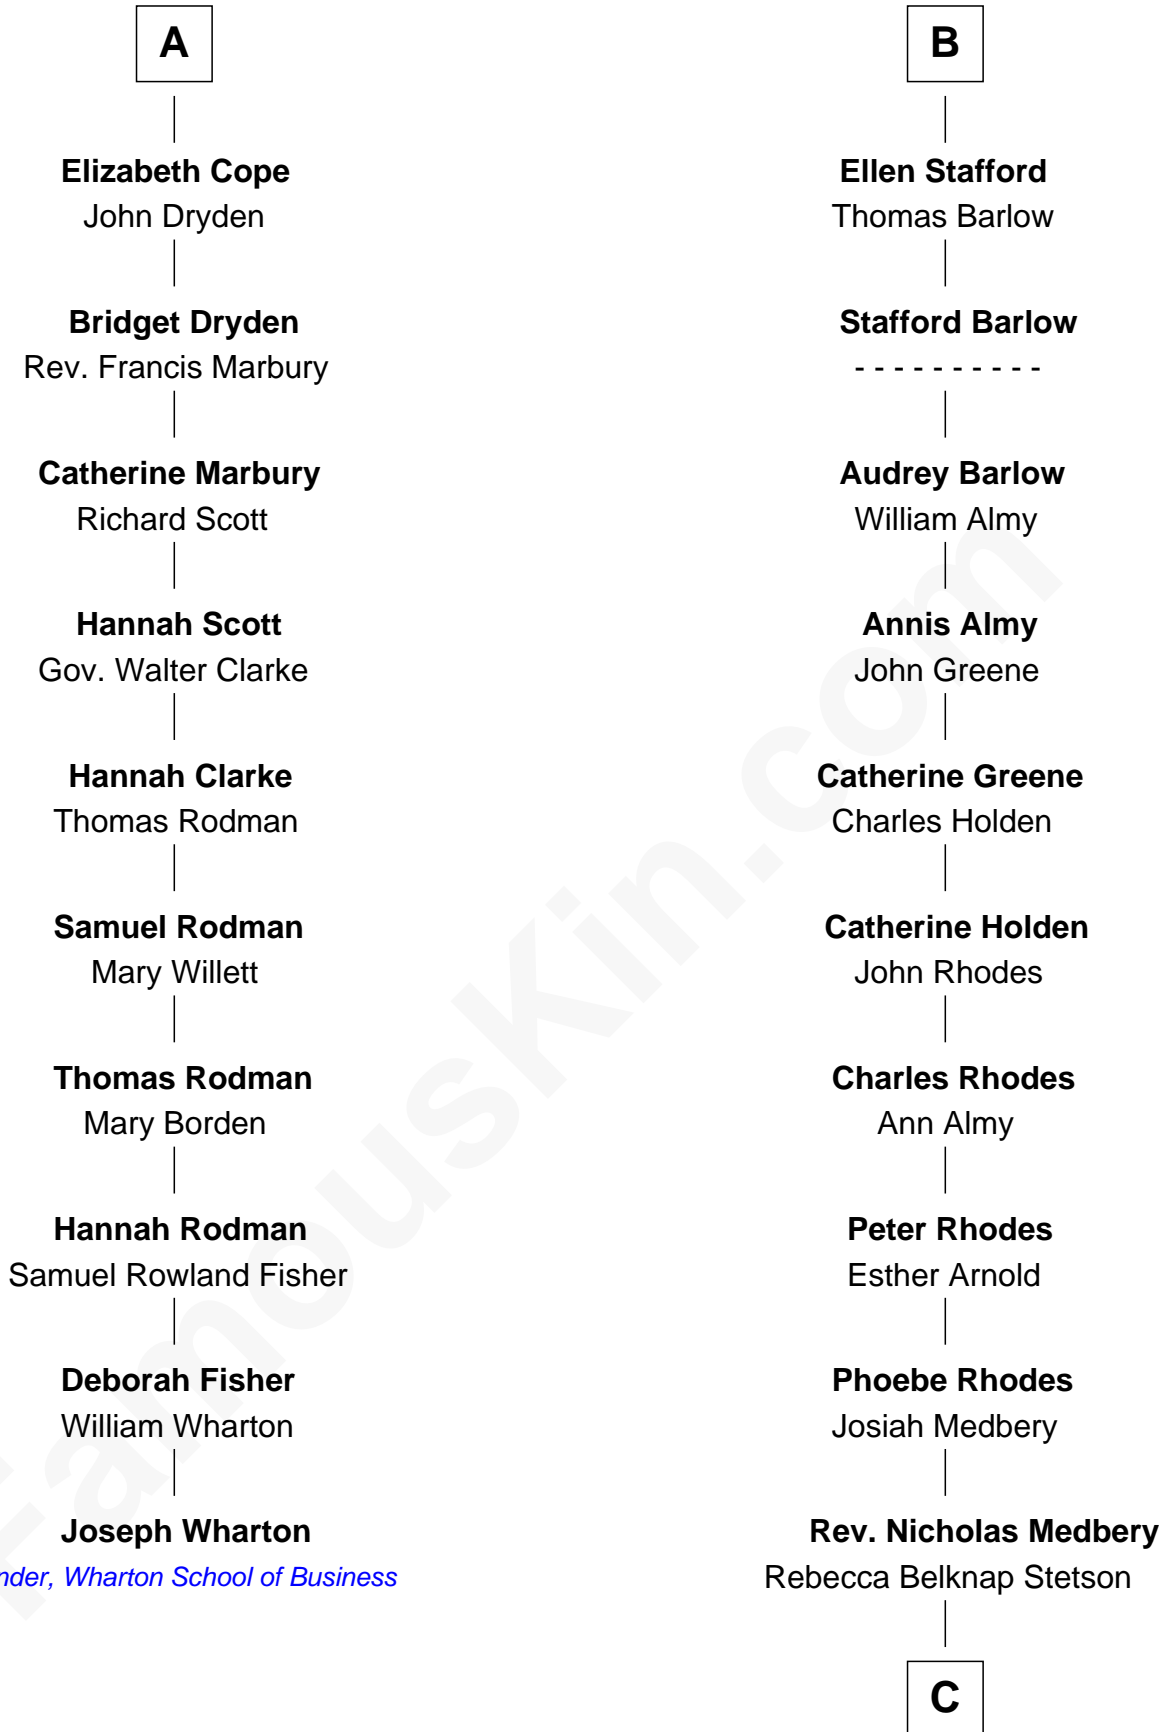 A
Elizabeth Cope
John Dryden
Bridget Dryden
Rev. Francis Marbury
Catherine Marbury
Richard Scott
Hannah Scott
Gov. Walter Clarke
Hannah Clarke
Thomas Rodman
Samuel Rodman
Mary Willett
Thomas Rodman
Mary Borden
Hannah Rodman
Samuel Rowland Fisher
Deborah Fisher
William Wharton
Joseph Wharton
nder, Wharton School of Business
B
Ellen Stafford
Thomas Barlow
Stafford Barlow
- - - - - - - - - -
Audrey Barlow
William Almy
Annis Almy
John Greene
Catherine Greene
Charles Holden
Catherine Holden
John Rhodes
Charles Rhodes
Ann Almy
Peter Rhodes
Esther Arnold
Phoebe Rhodes
Josiah Medbery
Rev. Nicholas Medbery
Rebecca Belknap Stetson
C
FamousKin.com